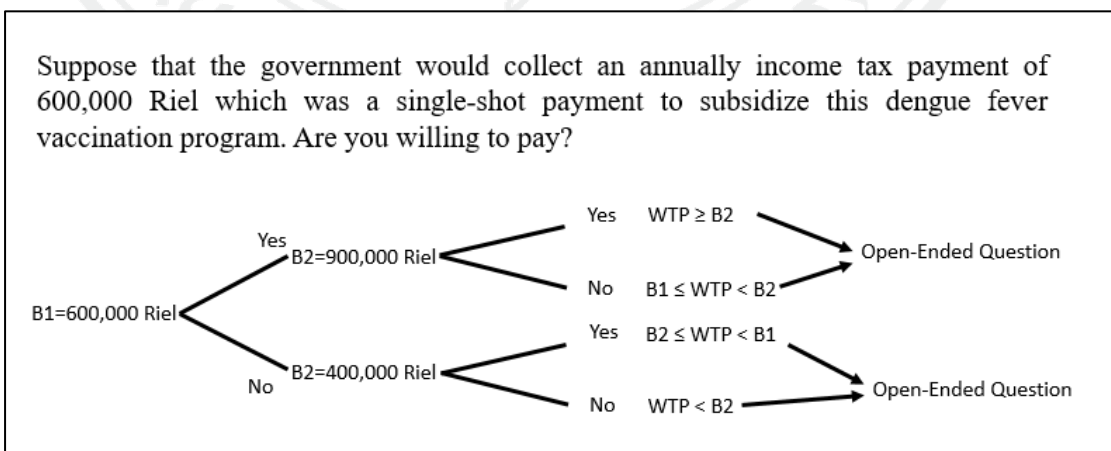 Suppose that the government would collect an annually income tax payment of
600,000 Riel which was a single-shot payment to subsidize this dengue fever
vaccination program. Are you willing to pay?
Yes WTP ≥ B2
Yes
B2=900,000 Riel
Open-Ended Question
No B1 ≤ WTP < B2
B1=600,000 Riel
Yes B2 ≤ WTP < B1
B2=400,000 Riel
No
Open-Ended Question
No WTP < B2